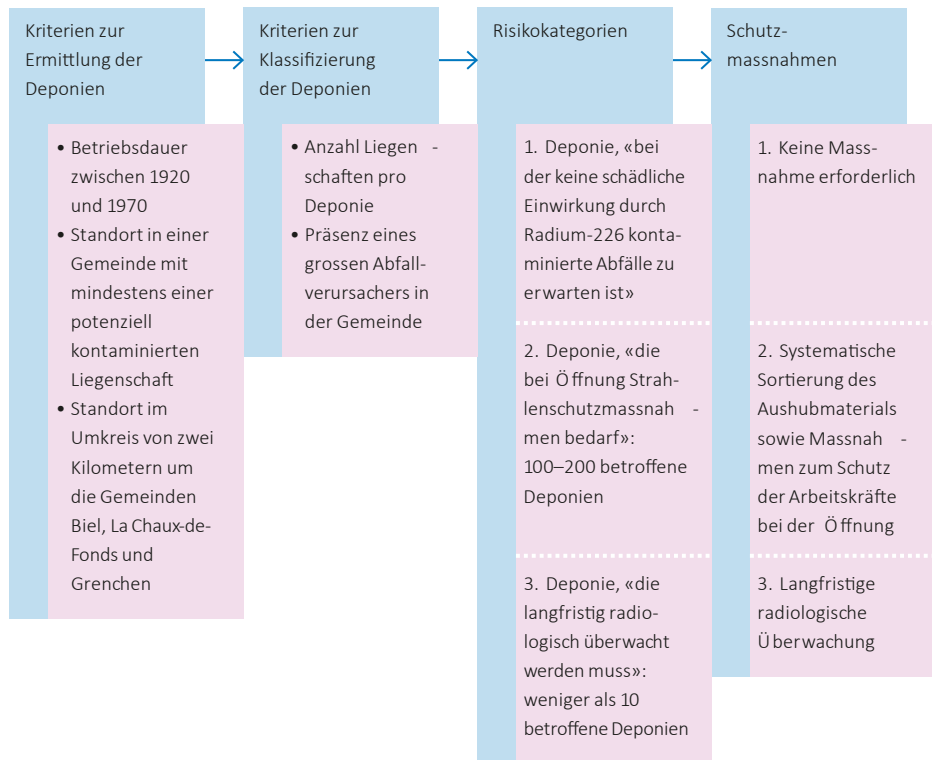 Kriterien zur
Ermittlung der
Deponien
• Betriebsdauer
zwischen 1920
und 1970
• Standort in einer
Gemeinde mit
mindestens einer
potenziell
kontaminierten
Liegenschaft
• Standort im
Umkreis von zwei
Kilometern um
die Gemeinden
Biel, La Chaux-de-
Fonds und
Grenchen
Kriterien zur
Klassifizierung
der Deponien
• Anzahl Liegen -
schaften pro
Deponie
• Präsenz eines
grossen Abfall-
verursachers in
der Gemeinde
Risikokategorien
1. Deponie, «bei
der keine schädliche
Einwirkung durch
Radium-226 konta-
minierte Abfälle zu
erwarten ist»
2. Deponie, «die
bei Öffnung Strah-
lenschutzmassnah -
men bedarf»:
100–200 betroffene
Deponien
3. Deponie, «die
langfristig radio-
logisch überwacht
werden muss»:
weniger als 10
betroffene Deponien
Schutz-
massnahmen
1. Keine Mass-
nahme erforderlich
2. Systematische
Sortierung des
Aushubmaterials
sowie Massnah -
men zum Schutz
der Arbeitskräfte
bei der Öffnung
3. Langfristige
radiologische
Überwachung